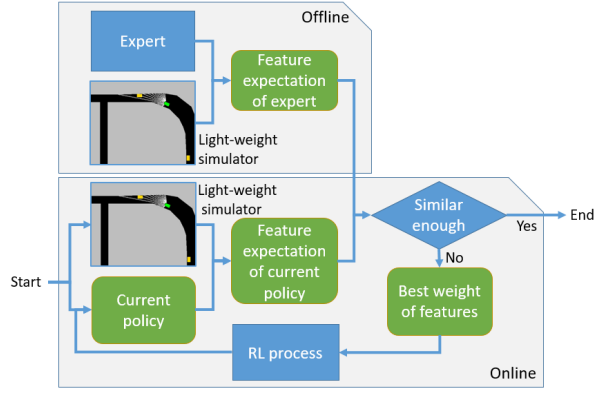 Offline
Expert
Feature
expectation
of expert
Light-weight
simulator
Light-weight
simulator
Similar
enough
Yes
End
Feature
expectation
of current
policy
No
Start
Current
policy
Best weight
of features
RL process
Online